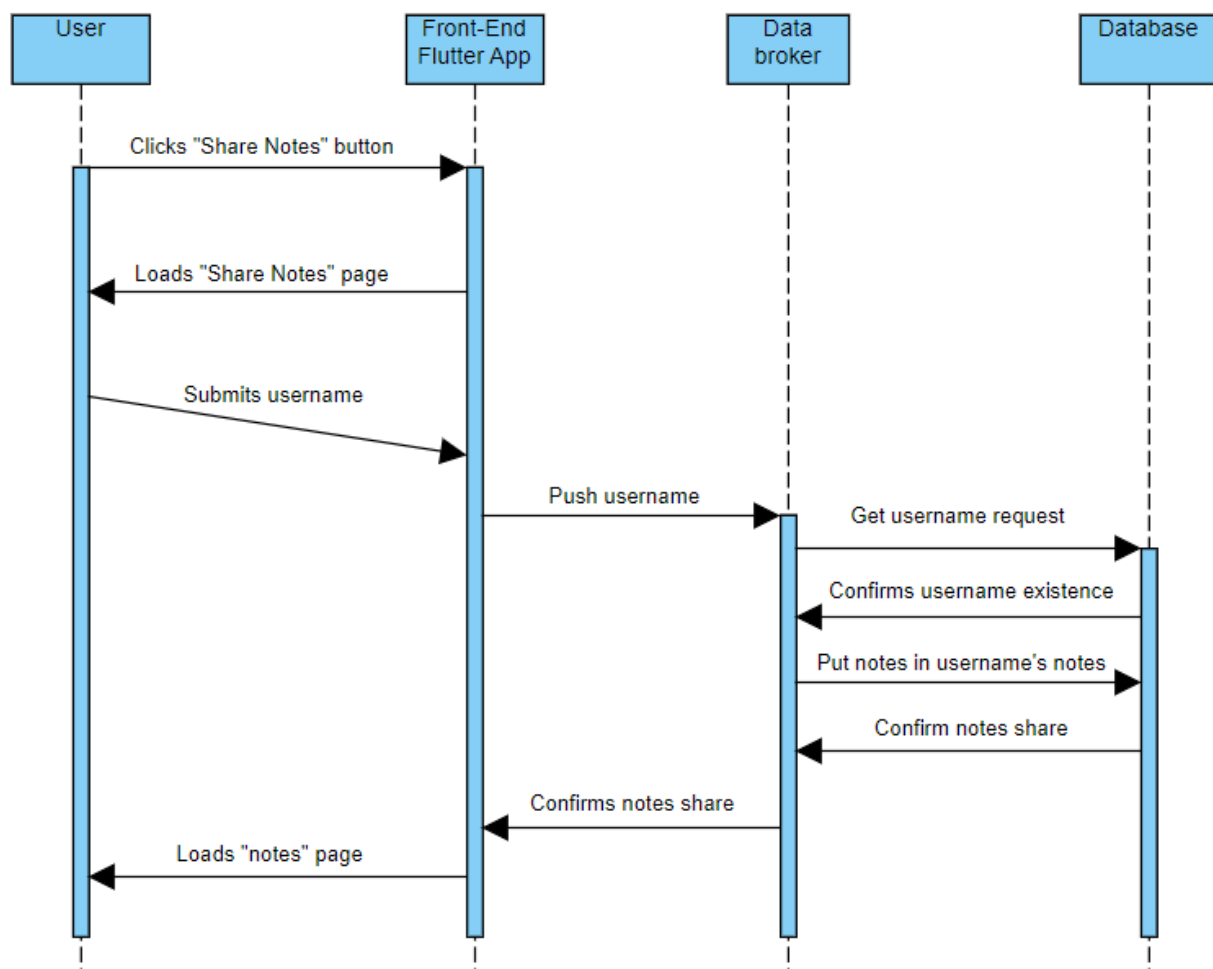 User
Front-End
Flutter App
Data
broker
Database
Clicks "Share Notes" button
Loads "Share Notes" page
Submits username
Push username
Get username request
Confirms username existence
Put notes in username's notes
Confirm notes share
Confirms notes share
Loads "notes" page